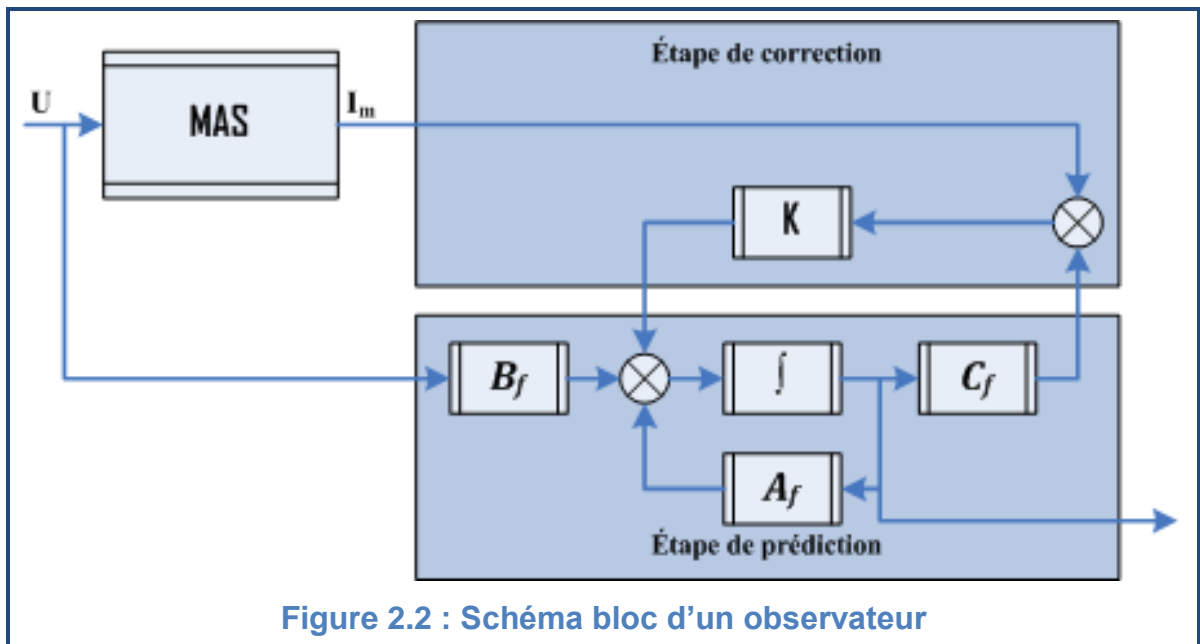 Étape de correction
U
MAS
Im
K
Bf
∫
Cf
Af
Étape de prédiction
Figure 2.2 : Schéma bloc d'un observateur